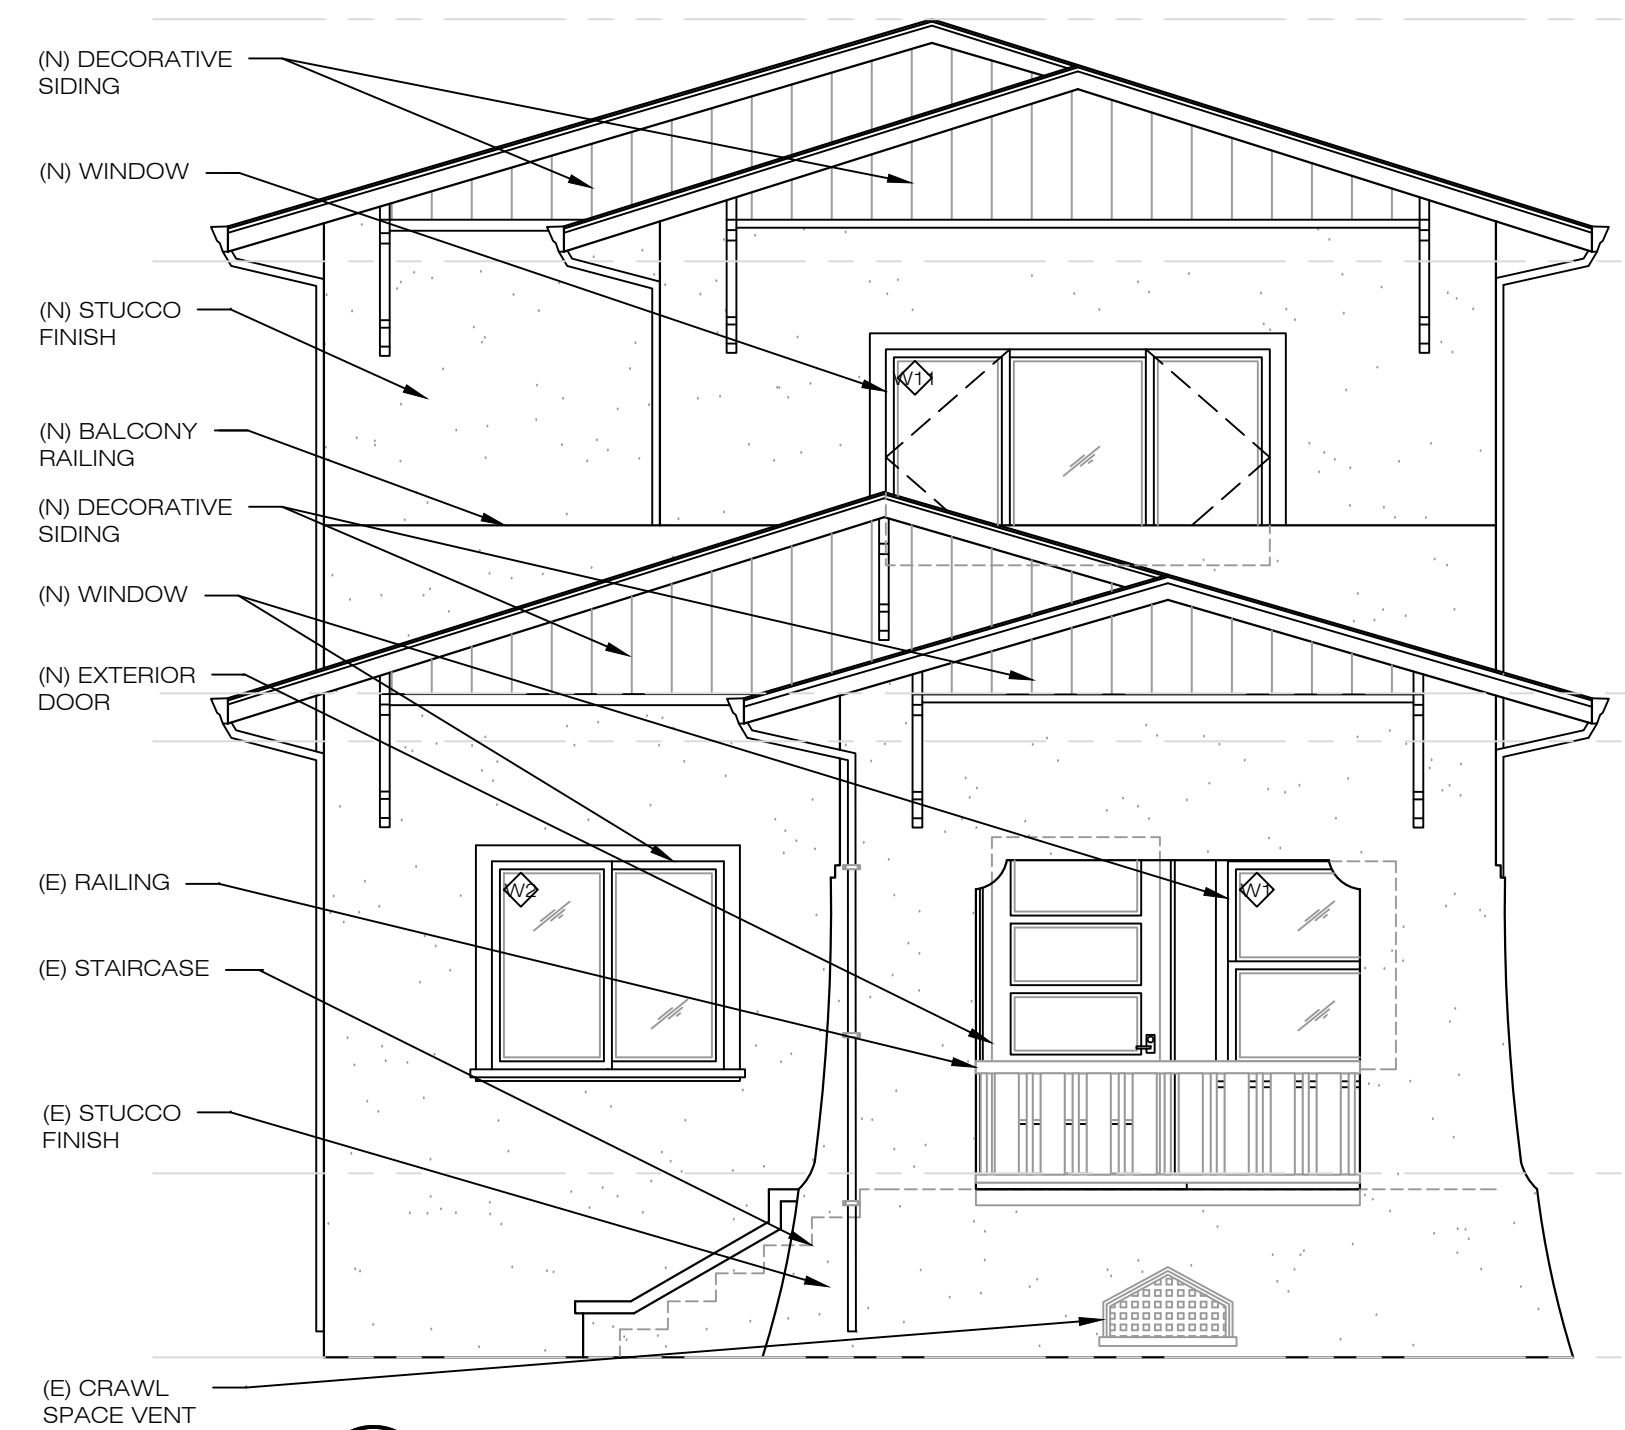 (N) DECORATIVE
SIDING
(N) WINDOW
(N) STUCCO
FINISH
W11
(N) BALCONY
RAILING
(N) DECORATIVE
SIDING
(N) WINDOW
(N) EXTERIOR
DOOR
(E) RAILING
W2
W1
(E) STAIRCASE
(E) STUCCO
FINISH
(E) CRAWL
SPACE VENT